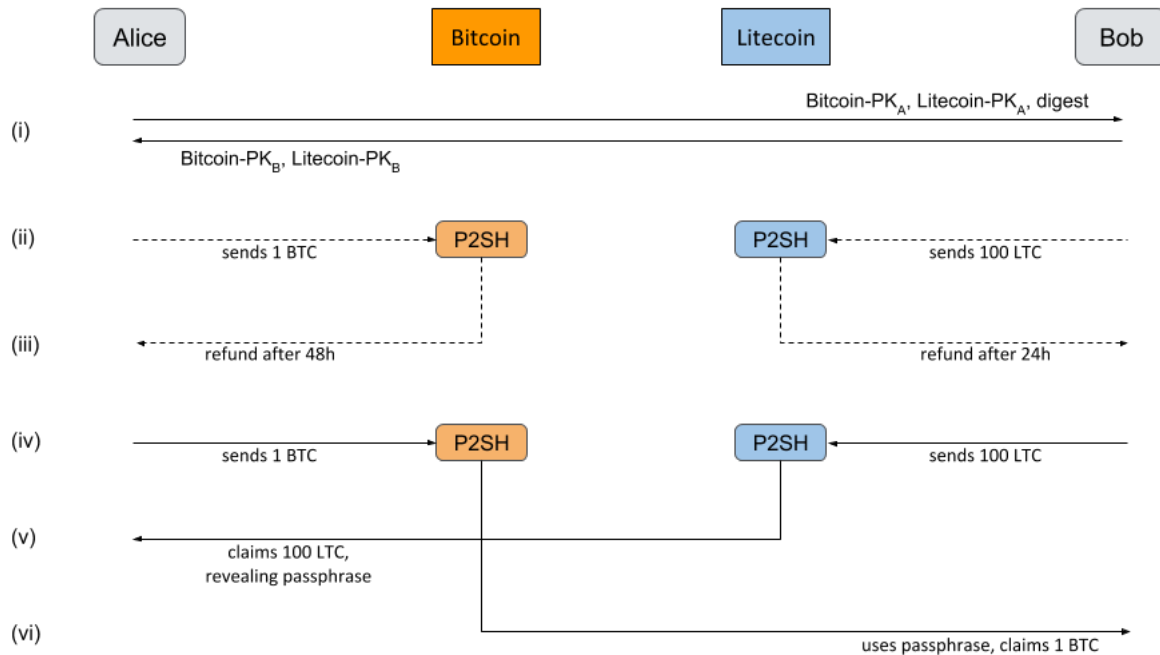 Alice
Bitcoin
Litecoin
Bob
(i)
Bitcoin-PKA, Litecoin-PKA, digest
Bitcoin-PKB, Litecoin-PKB
(ii)
P2SH
P2SH
sends 1 BTC
sends 100 LTC
(iii)
refund after 48h
refund after 24h
(iv)
P2SH
P2SH
sends 1 BTC
sends 100 LTC
(v)
claims 100 LTC,
revealing passphrase
(vi)
uses passphrase, claims 1 BTC